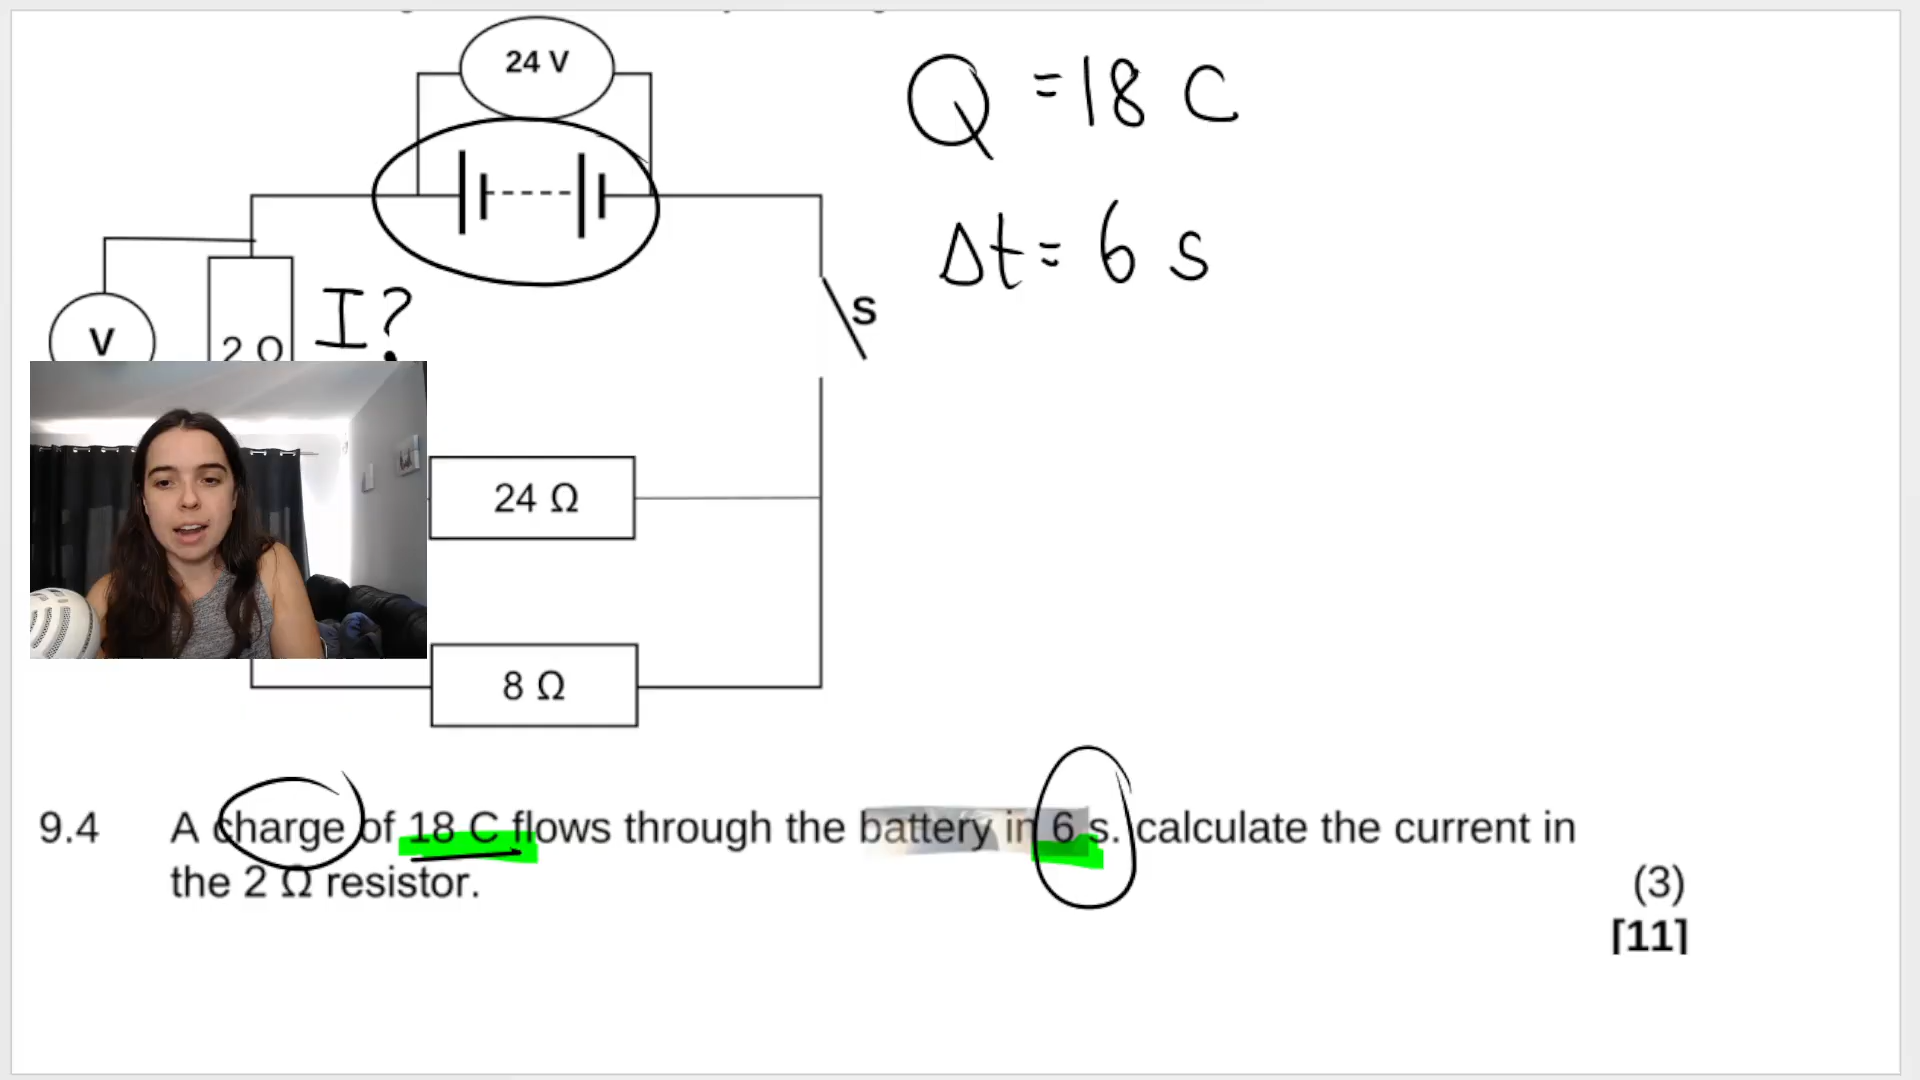 24 V
Q = 18 C
Δt = 6 s
S
I?
V
2 Ω
24 Ω
8 Ω
9.4 A charge of 18 C flows through the battery in 6 s. calculate the current in
the 2 Ω resistor.
(3)
[11]